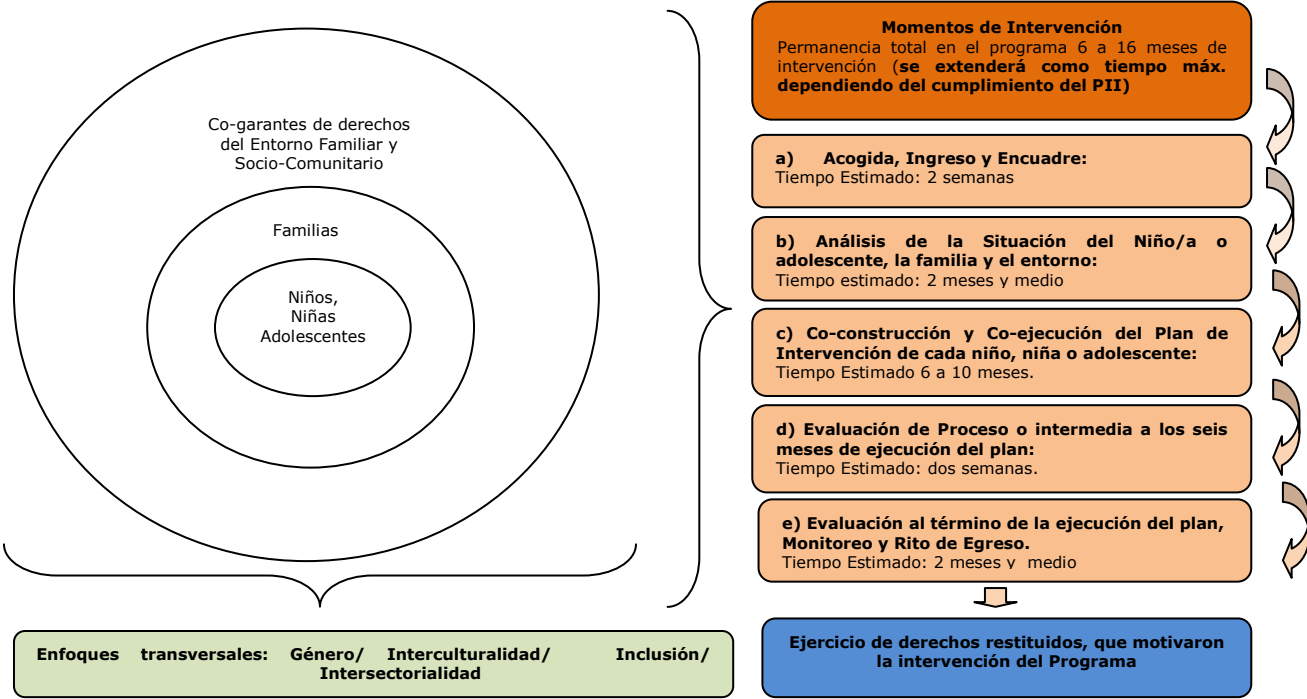 Co-garantes de derechos
del Entorno Familiar y
Socio-Comunitario
Familias
Niños,
Niñas
Adolescentes
Enfoques transversales: Género/ Interculturalidad/ Inclusión/
Intersectorialidad
Momentos de Intervención
Permanencia total en el programa 6 a 16 meses de
intervención (se extenderá como tiempo máx.
dependiendo del cumplimiento del PII)
a) Acogida, Ingreso y Encuadre:
Tiempo Estimado: 2 semanas
b) Análisis de la Situación del Niño/a o
adolescente, la familia y el entorno:
Tiempo estimado: 2 meses y medio
c) Co-construcción y Co-ejecución del Plan de
Intervención de cada niño, niña o adolescente:
Tiempo Estimado 6 a 10 meses.
d) Evaluación de Proceso o intermedia a los seis
meses de ejecución del plan:
Tiempo Estimado: dos semanas.
e) Evaluación al término de la ejecución del plan,
Monitoreo y Rito de Egreso.
Tiempo Estimado: 2 meses y medio
Ejercicio de derechos restituidos, que motivaron
la intervención del Programa